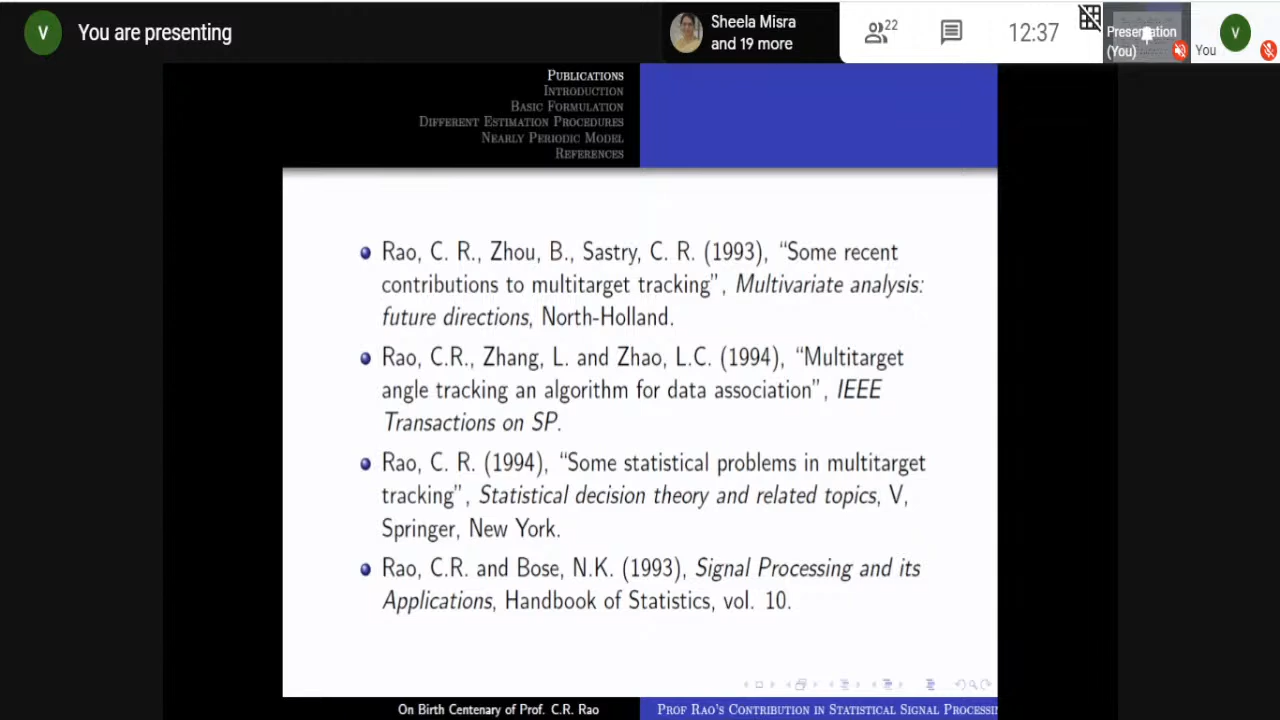 V
You are presenting
Sheela Misra
and 19 more
22
12:37
Presentation
(You)
You
V
PUBLICATIONS
INTRODUCTION
BASIC FORMULATION
DIFFERENT ESTIMATION PROCEDURES
NEARLY PERIODIC MODEL
REFERENCES
Rao, C. R., Zhou, B., Sastry, C. R. (1993), “Some recent
contributions to multitarget tracking”, Multivariate analysis:
future directions, North-Holland.
Rao, C.R., Zhang, L. and Zhao, L.C. (1994), “Multitarget
angle tracking an algorithm for data association”, IEEE
Transactions on SP.
Rao, C. R. (1994), “Some statistical problems in multitarget
tracking”, Statistical decision theory and related topics, V,
Springer, New York.
Rao, C.R. and Bose, N.K. (1993), Signal Processing and its
Applications, Handbook of Statistics, vol. 10.
On Birth Centenary of Prof. C.R. Rao
PROF RAO'S CONTRIBUTION IN STATISTICAL SIGNAL PROCESSIN